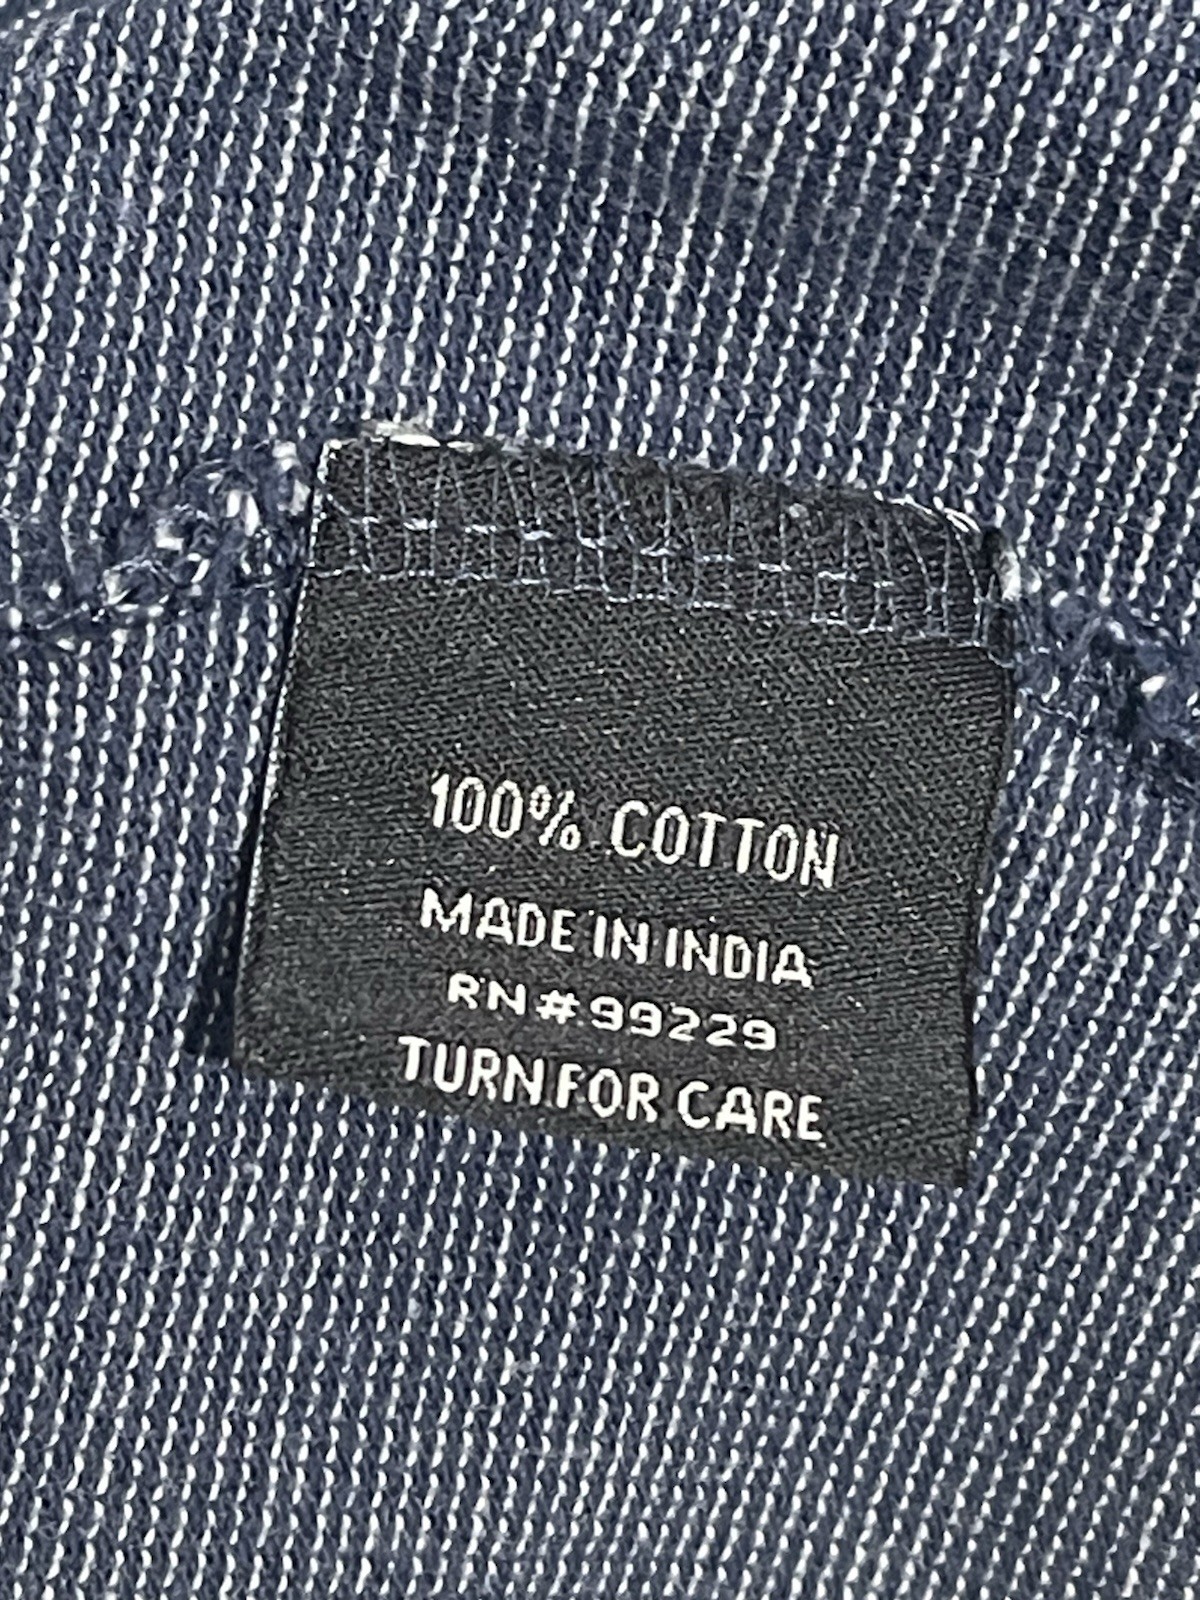 100% COTTON
MADE IN INDIA
RN#99229
TURN FOR CARE